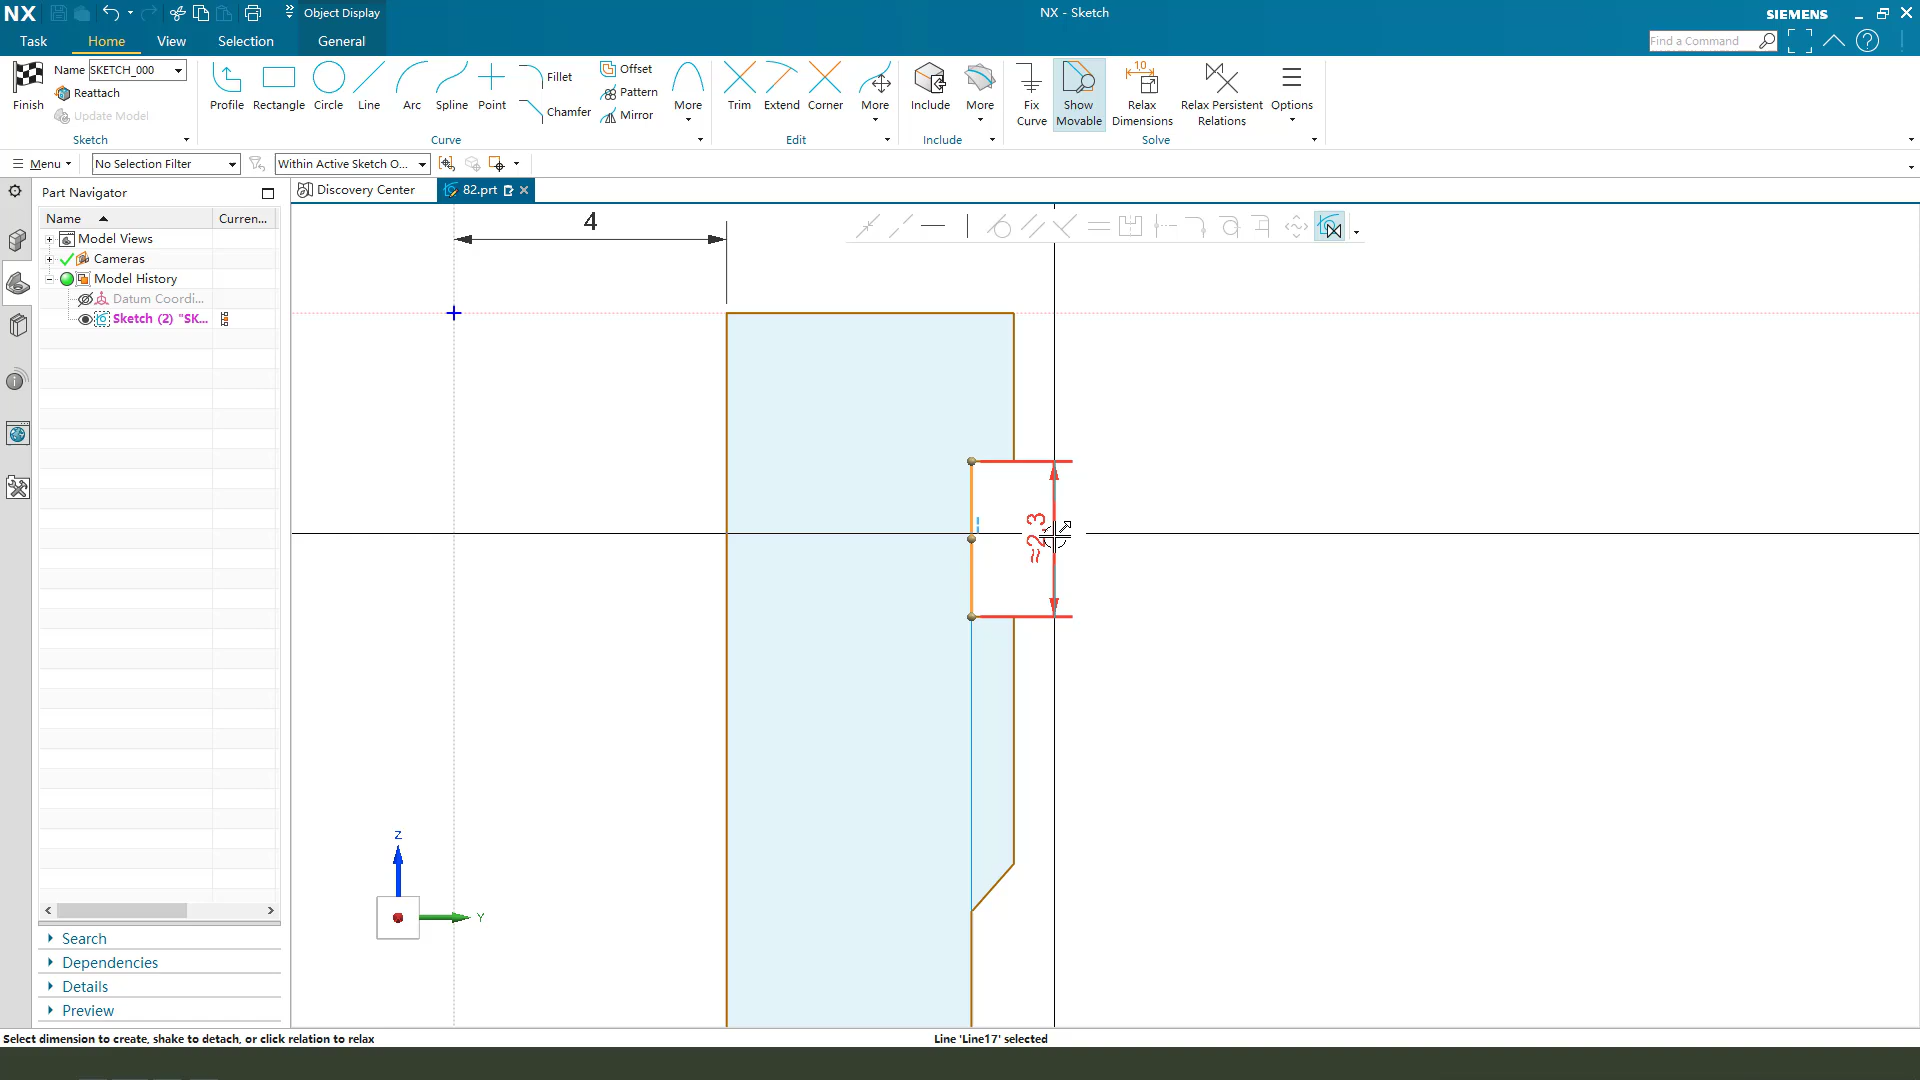 NX
Object Display
NX - Sketch
SIEMENS
Task
Home
View
Selection
General
Find a Command
Finish
Name
SKETCH_000
Reattach
Update Model
Profile
Rectangle
Circle
Line
Arc
Spline
Point
Fillet
Chamfer
Offset
Pattern
Mirror
More
Trim
Extend
Corner
More
Include
More
Fix Curve
Show Movable
1,0
Relax Dimensions
Relax Persistent Relations
Options
Sketch
Curve
Edit
Include
Solve
Menu
No Selection Filter
Within Active Sketch O...
Part Navigator
Discovery Center
82.prt
Name
Curren...
Model Views
Cameras
Model History
Datum Coordi...
Sketch (2) "SK...
4
≈2.3
Z
Y
Search
Dependencies
Details
Preview
Select dimension to create, shake to detach, or click relation to relax
Line 'Line17' selected